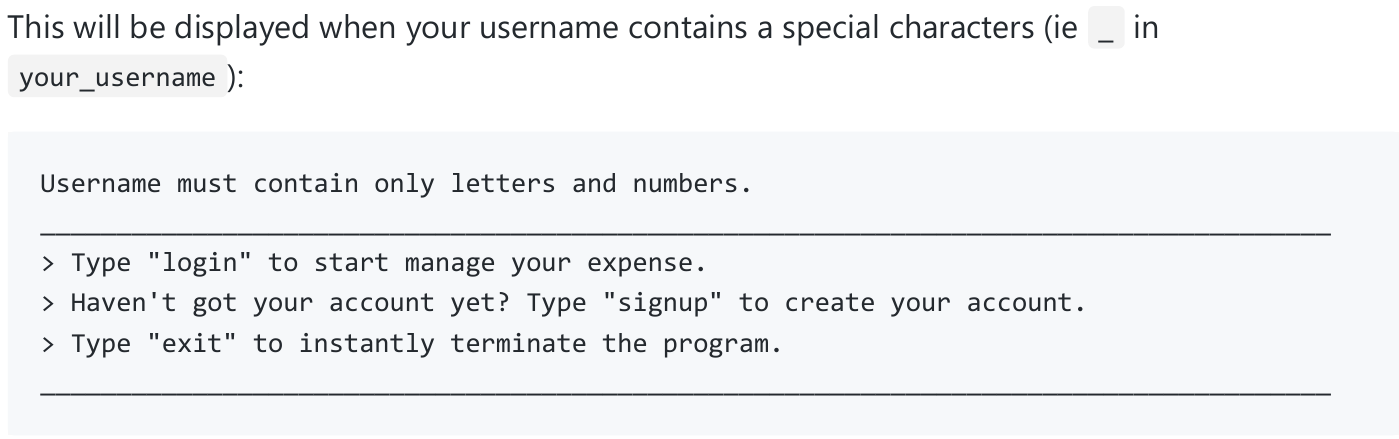 This will be displayed when your username contains a special characters (ie _ in
your_username ):
Username must contain only letters and numbers.
____________________________________________________________________________________
> Type "login" to start manage your expense.
> Haven't got your account yet? Type "signup" to create your account.
> Type "exit" to instantly terminate the program.
____________________________________________________________________________________